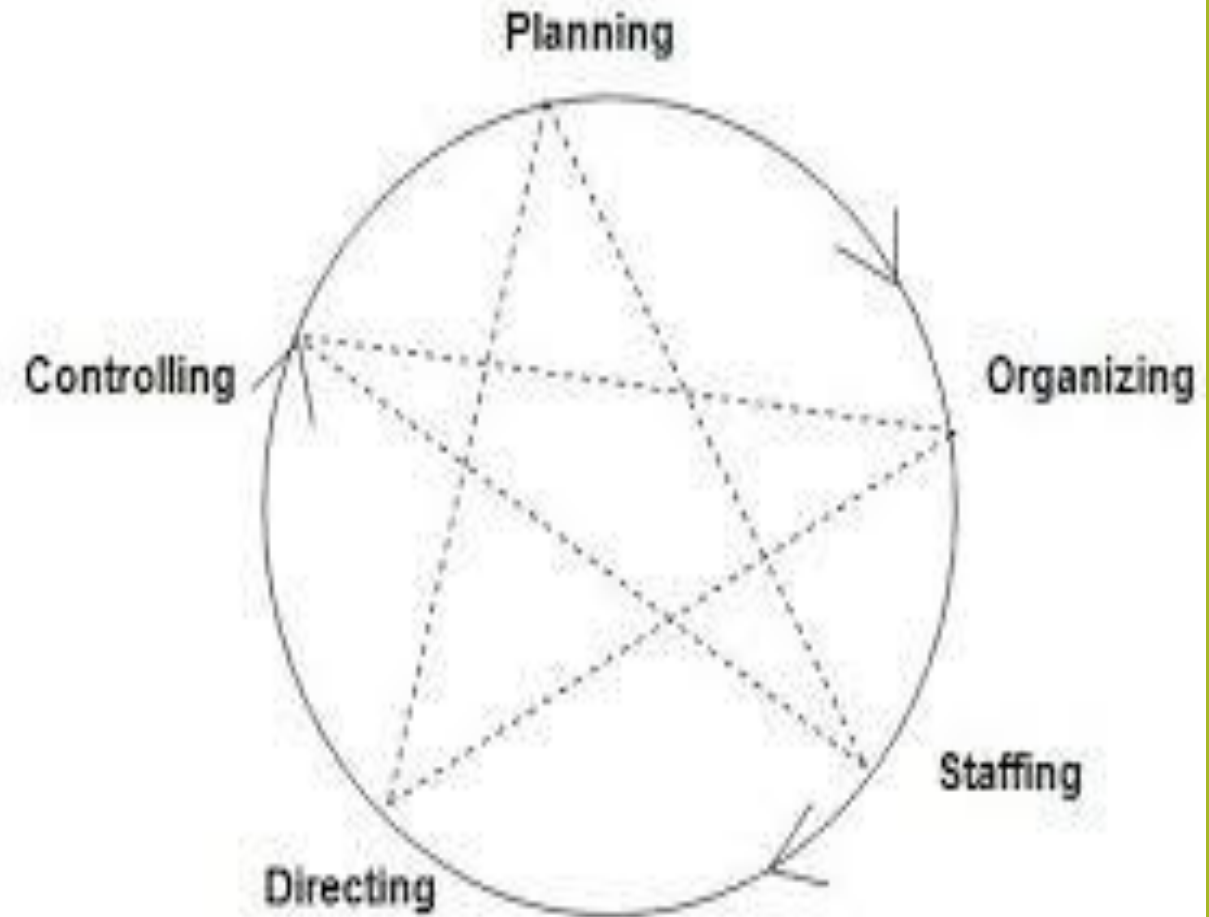 Planning
Controlling
Organizing
Staffing
Directing